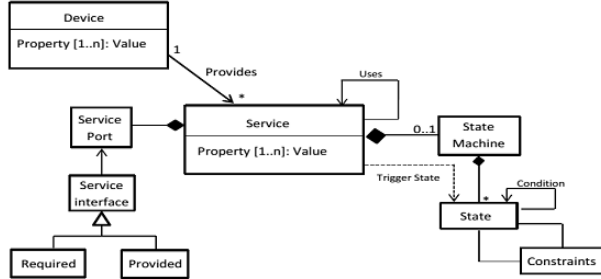 Device
Property [1..n]: Value
1
Provides
*
Uses
Service
Port
Service
Property [1..n]: Value
0..1
State
Machine
Trigger State
Condition
Service
interface
*
State
Required
Provided
Constraints